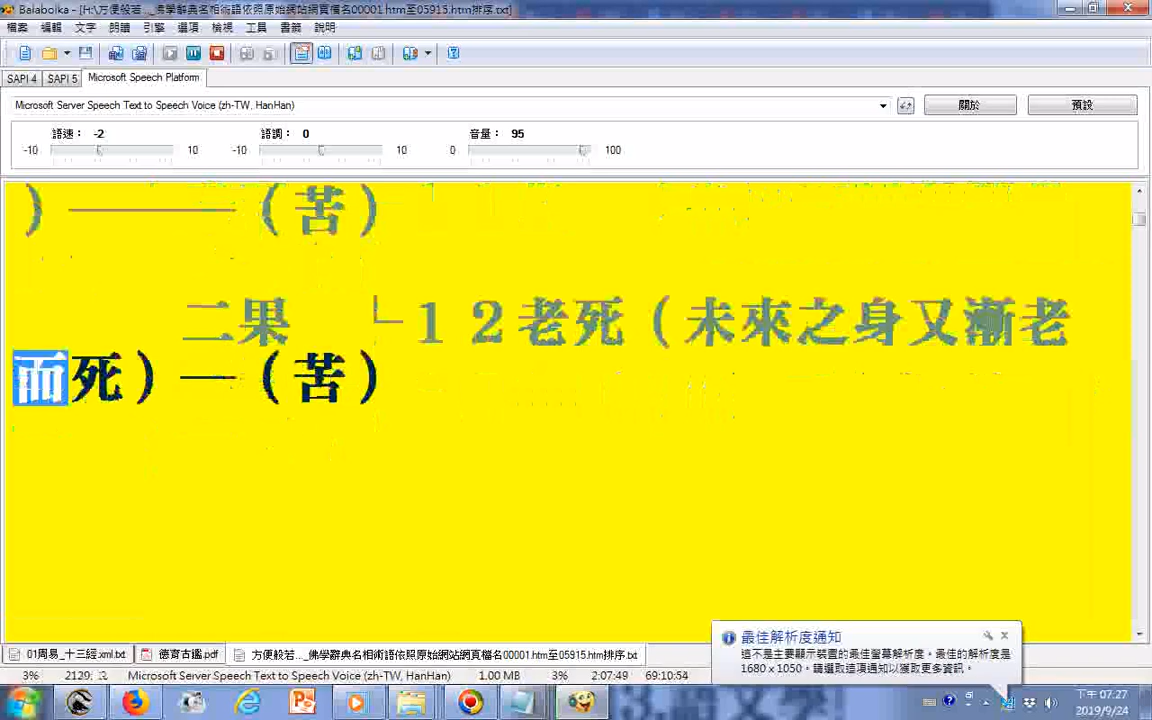 Balabolka - [H:\方便般若..._佛學辭典名相術語依照原始網站網頁檔名00001.htm至05915.htm排序.txt]
檔案 編輯 文字 朗讀 引擎 選項 檢視 工具 書籤 說明
SAPI 4 SAPI 5 Microsoft Speech Platform
Microsoft Server Speech Text to Speech Voice (zh-TW, HanHan) 關於 預設
語速： -2 語調： 0 音量： 95
-10 10 -10 10 0 100
）———（苦）
二果 └１２老死（未來之身又漸老
而死）—（苦）
最佳解析度通知
這不是主要顯示裝置的最佳螢幕解析度。最佳的解析度是
1680 x 1050。請選取這項通知以獲取更多資訊。
01周易_十三經.xml.txt 德育古鑑.pdf 方便般若..._佛學辭典名相術語依照原始網站網頁檔名00001.htm至05915.htm排序.txt
3% Microsoft Server Speech Text to Speech Voice (zh-TW, HanHan) 1.00 MB 3% 2:07:49 69:10:54
下午 07:27
2019/9/24